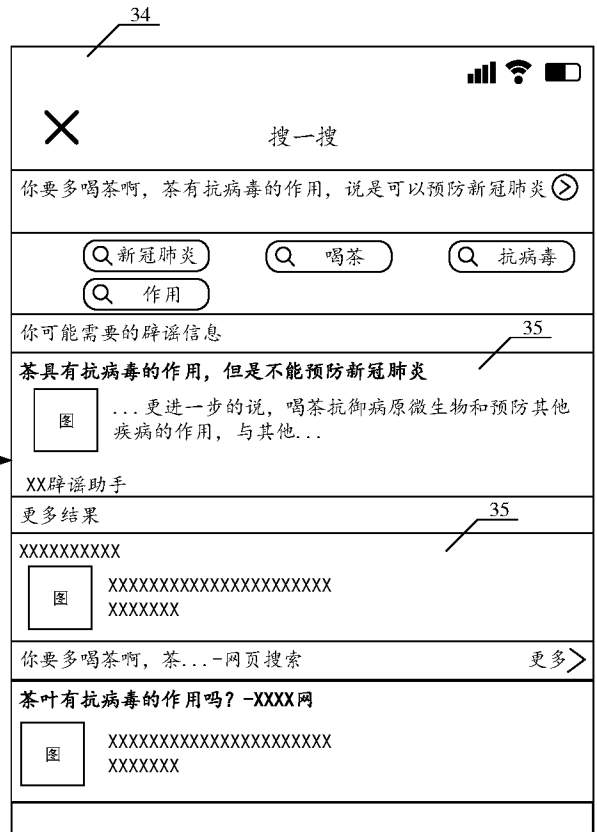 34
搜一搜
你要多喝茶啊，茶有抗病毒的作用，说是可以预防新冠肺炎
新冠肺炎 喝茶 抗病毒
作用
你可能需要的辟谣信息
35
茶具有抗病毒的作用，但是不能预防新冠肺炎
图
...更进一步的说，喝茶抗御病原微生物和预防其他
疾病的作用，与其他...
XX辟谣助手
更多结果
35
XXXXXXXXXX
图
XXXXXXXXXXXXXXXXXXXXXX
XXXXXXX
你要多喝茶啊，茶...-网页搜索 更多
茶叶有抗病毒的作用吗？-XXXX网
图
XXXXXXXXXXXXXXXXXXXXXX
XXXXXXX